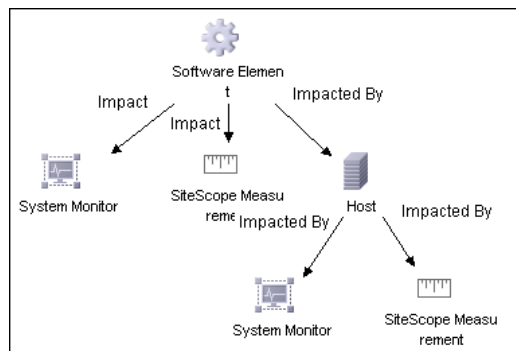 Software Elemen
t
Impact
Impacted By
Impact
System Monitor
SiteScope Measu
reme
Host
Impacted By
Impacted By
System Monitor
SiteScope Measu
rement